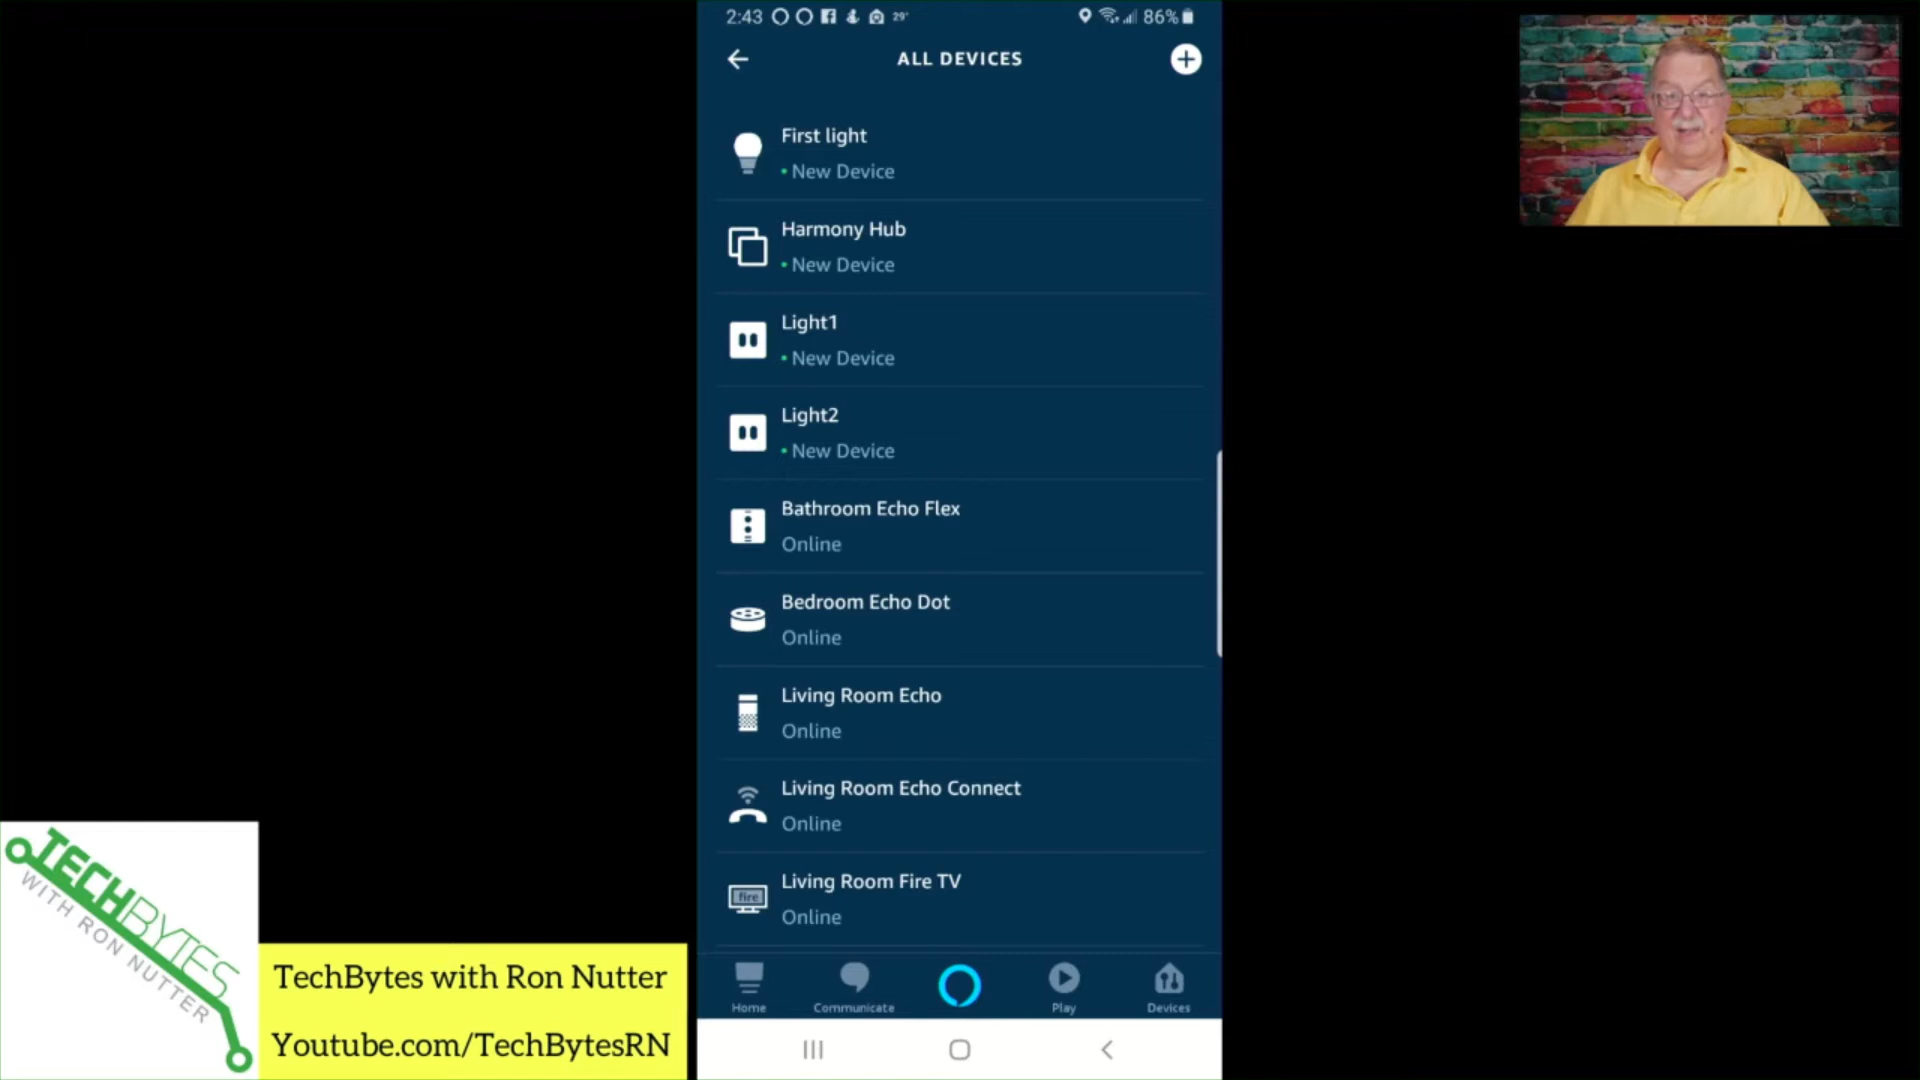 2:43
29°
86%
ALL DEVICES
First light
• New Device
Harmony Hub
• New Device
Light1
• New Device
Light2
• New Device
Bathroom Echo Flex
Online
Bedroom Echo Dot
Online
Living Room Echo
Online
Living Room Echo Connect
Online
fire
Living Room Fire TV
Online
Home
Communicate
Play
Devices
TECHBYTES
WITH RON NUTTER
TechBytes with Ron Nutter
Youtube.com/TechBytesRN